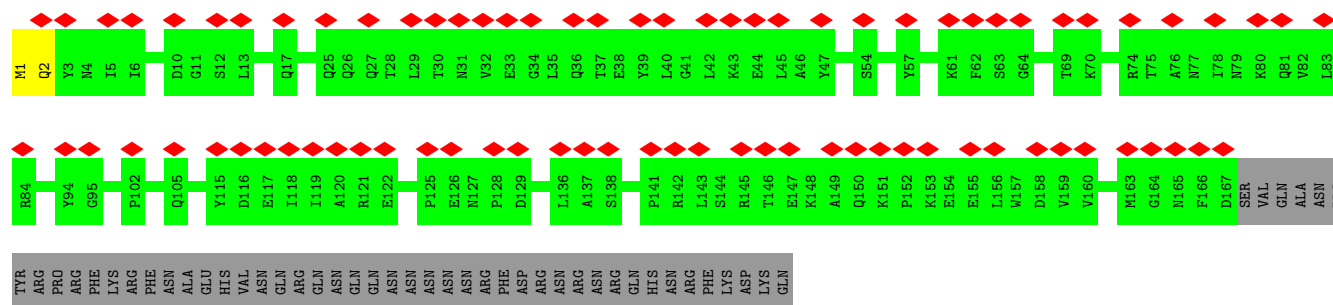 M1 Q2 Y3 N4 I5 I6 D10 G11 S12 L13 Q17 Q25 Q26 Q27 T28 L29 T30 N31 V32 E33 G34 L35 Q36 T37 E38 Y39 L40 G41 L42 K43 E44 L45 A46 Y47 S54 Y57 K61 F62 S63 G64 T69 K70 R74 T75 A76 N77 I78 N79 K80 Q81 V82 L83
R84 Y94 G95 P102 Q105 Y115 D116 E117 I118 I119 A120 R121 E122 P125 E126 N127 P128 D129 L136 A137 S138 P141 R142 L143 S144 R145 T146 E147 K148 A149 Q150 K151 P152 K153 E154 E155 L156 W157 D158 V159 V160 M163 G164 N165 F166 D167 SER VAL GLN ALA ASN
TYR ARG PRO ARG PHE LYS ARG PHE ASN ALA GLU HIS VAL ASN GLN ARG GLN ASN GLN GLN ASN ASN ASN ASN ASN ARG PHE ASP ARG ASN ARG ASN ARG GLN HIS ASN ARG PHE LYS ASP LYS GLN